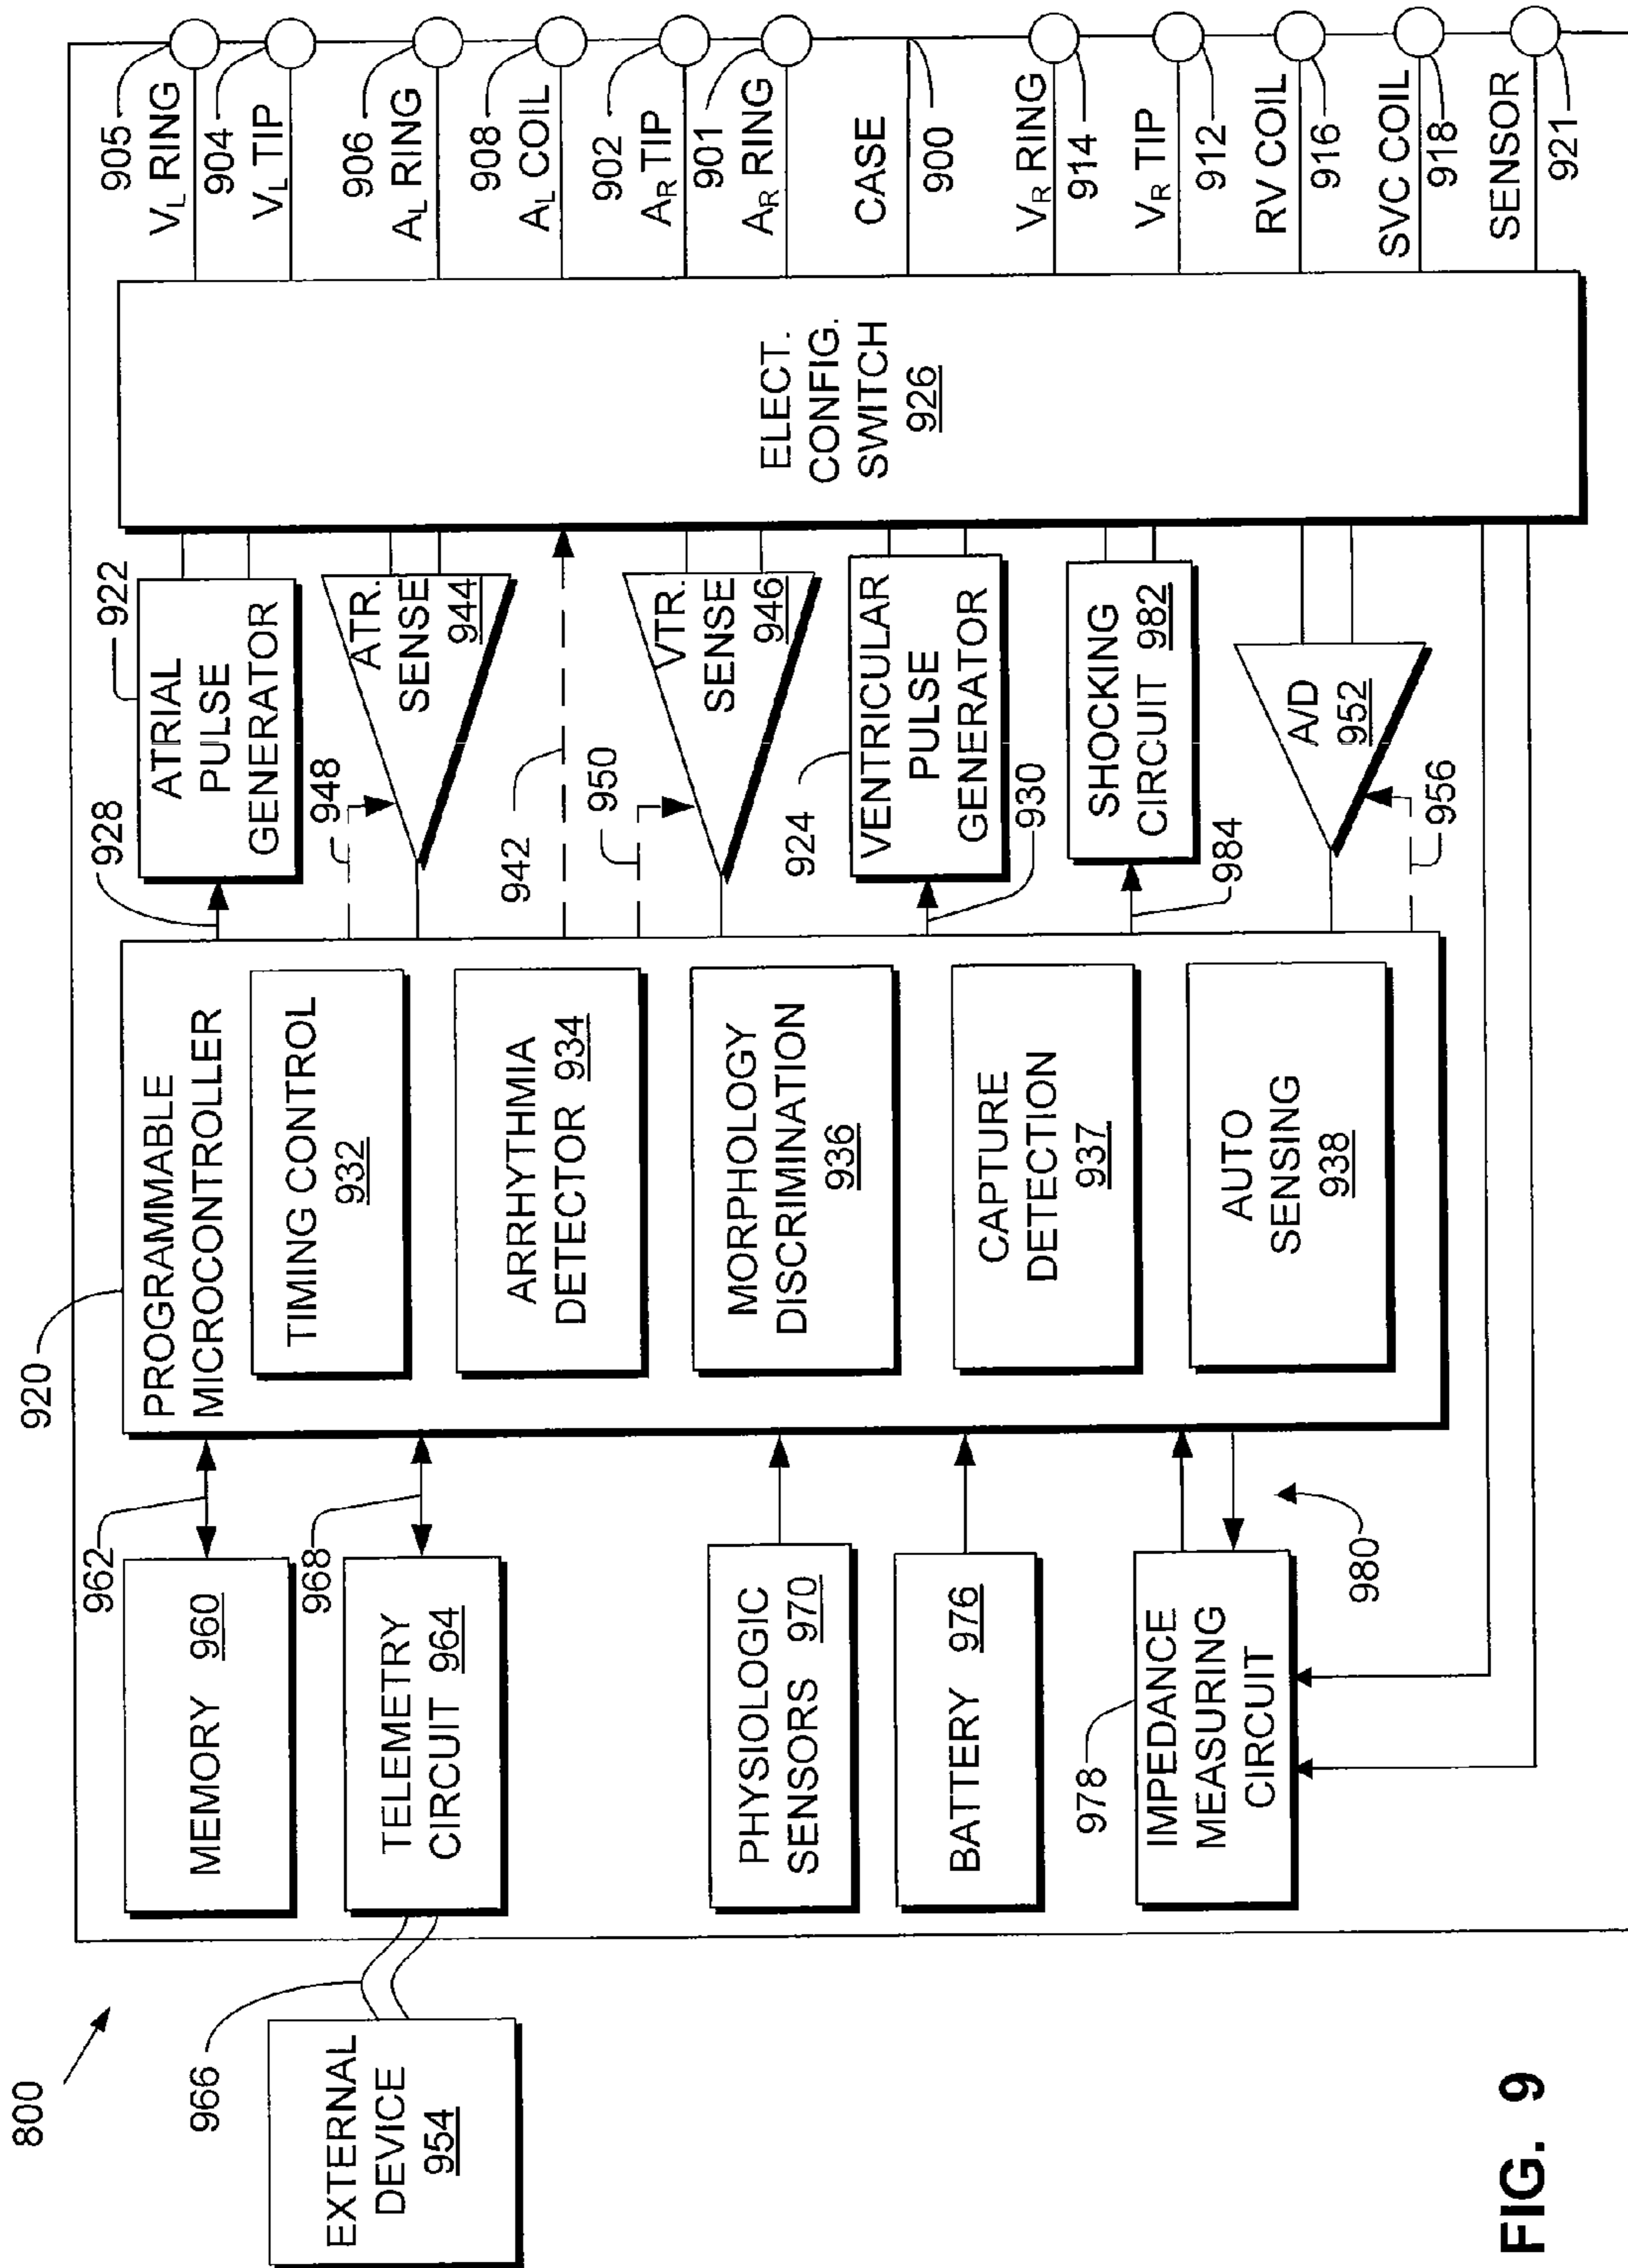 800
EXTERNAL
DEVICE
954
966
920
962
MEMORY 960
968
TELEMETRY
CIRCUIT 964
PHYSIOLOGIC
SENSORS 970
BATTERY 976
978
IMPEDANCE
MEASURING
CIRCUIT
980
PROGRAMMABLE
MICROCONTROLLER
TIMING CONTROL
932
ARRHYTHMIA
DETECTOR 934
MORPHOLOGY
DISCRIMINATION
936
CAPTURE
DETECTION
937
AUTO
SENSING
938
928
922
ATRIAL
PULSE
GENERATOR
948
ATR.
SENSE
944
942
950
VTR.
SENSE
946
924
VENTRICULAR
PULSE
GENERATOR
930
SHOCKING
CIRCUIT 982
984
A/D
952
956
ELECT.
CONFIG.
SWITCH
926
905
VL RING
904
VL TIP
906
AL RING
908
AL COIL
902
AR TIP
901
AR RING
CASE
900
VR RING
914
VR TIP
912
RV COIL
916
SVC COIL
918
SENSOR
921
FIG. 9